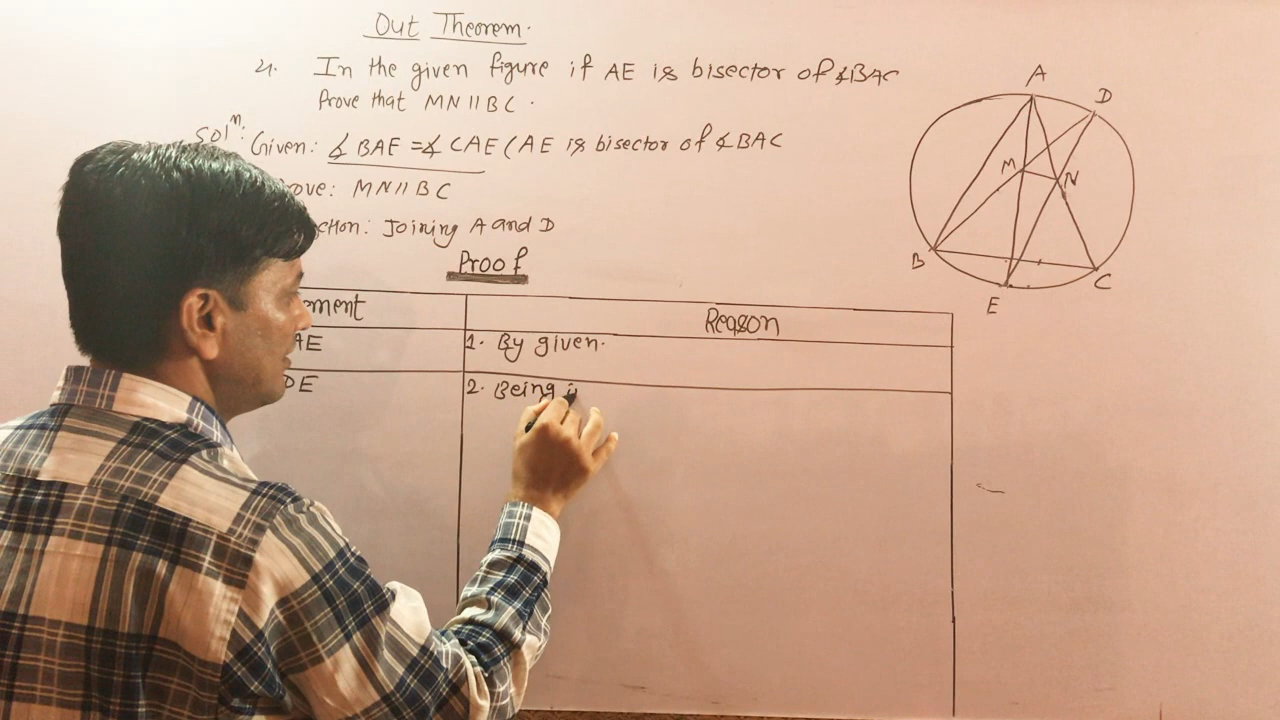 Out Theorem.
4. In the given figure if AE is bisector of ∡BAC
Prove that MN//BC.
Solⁿ: Given: ∡BAE = ∡CAE (AE is bisector of ∡BAC
ove: MN//BC
ction: Joining A and D
Proof
ement Reason
AE 1. By given.
DE 2. Being i
A
D
M
N
B
C
E